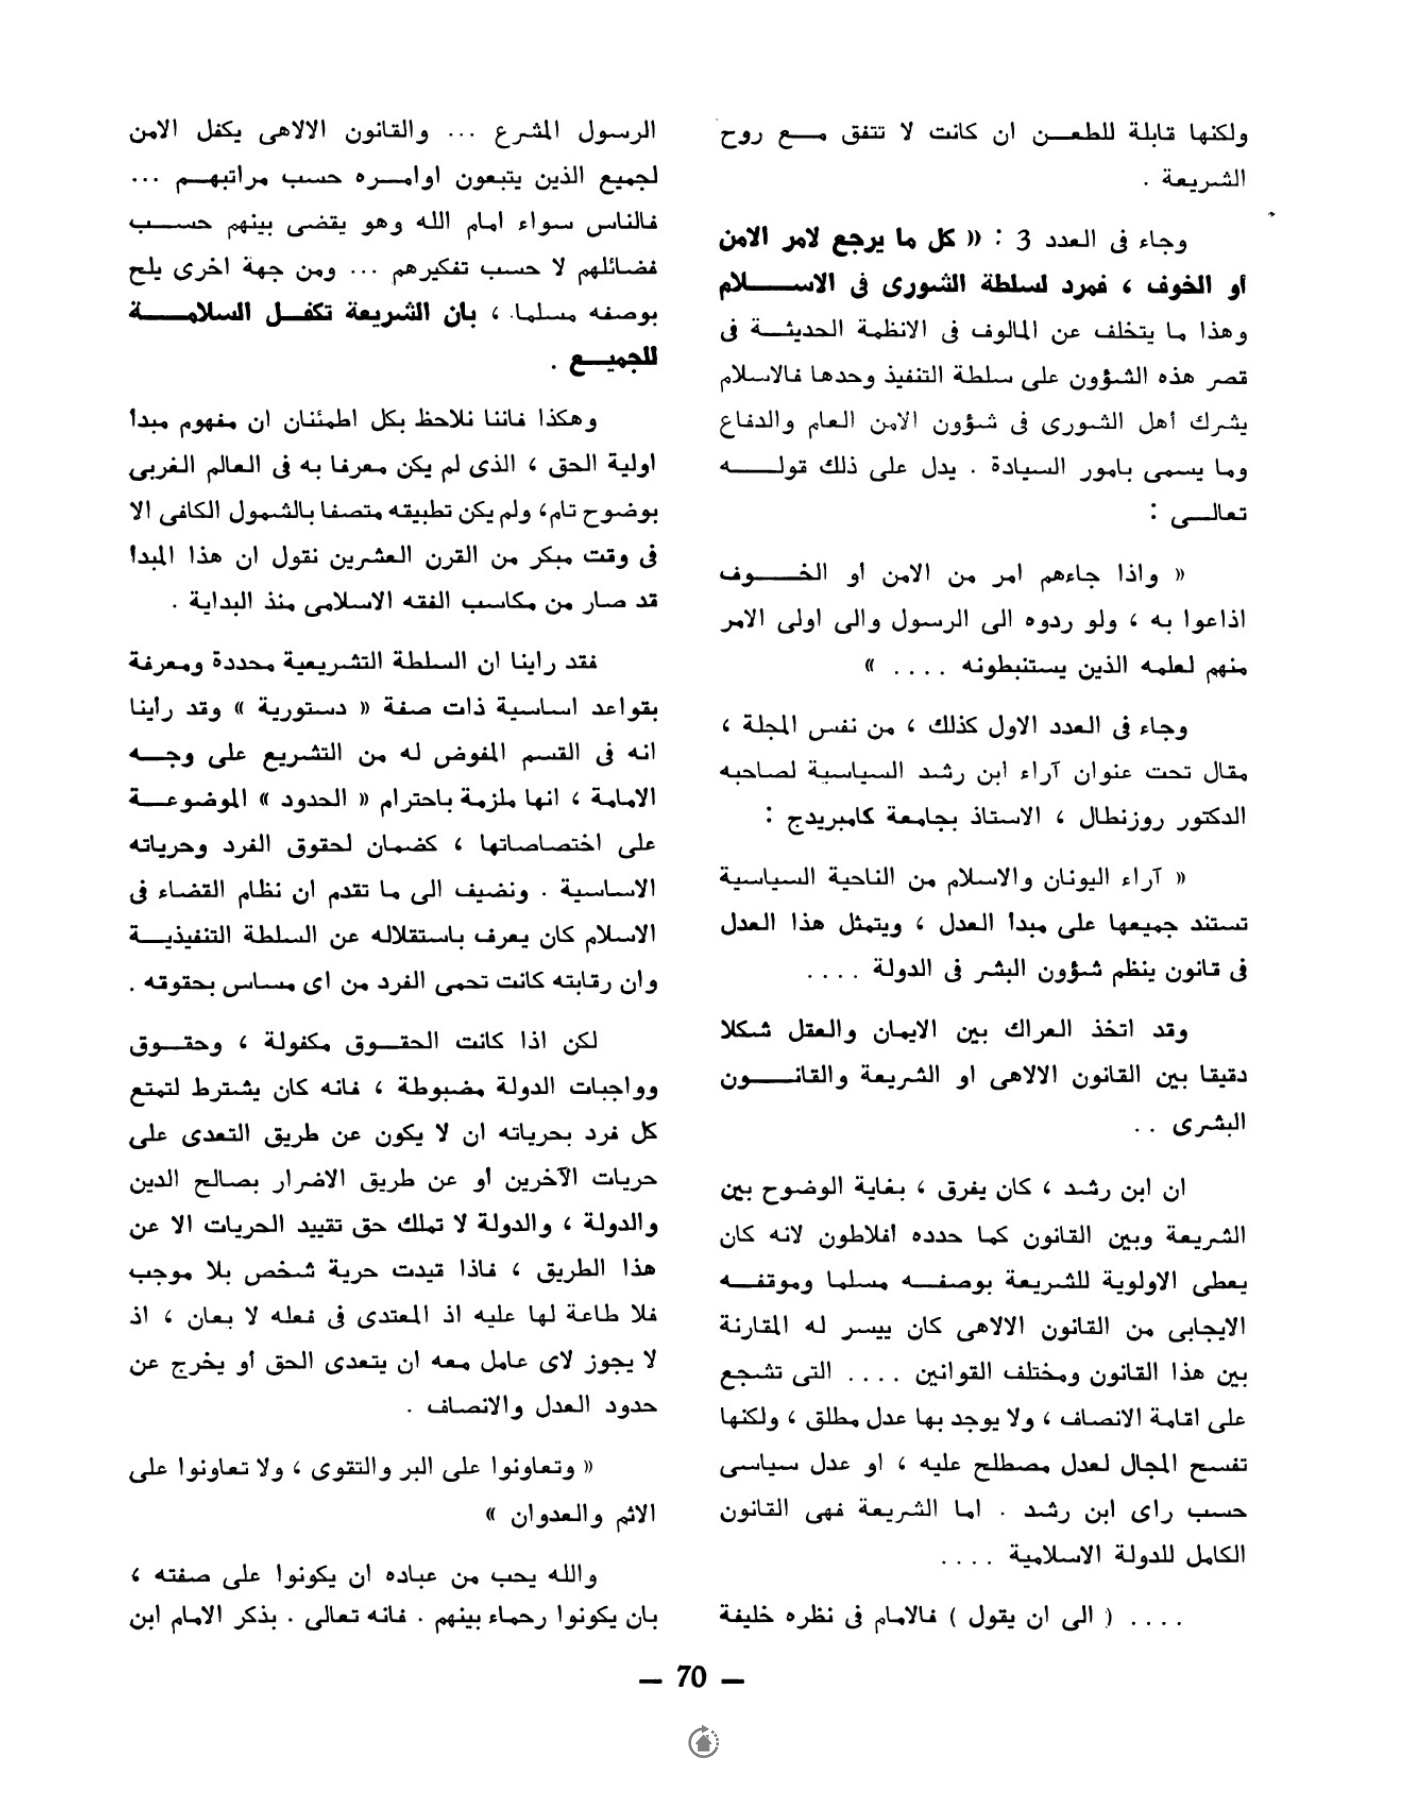 ولكنها قابلة للطعن ان كانت لا تتفق مع روح
الشريعة .
وجاء فى العدد 3 : « كل ما يرجع لامر الامن
أو الخوف ، فمرد لسلطة الشورى فى الاسلام
وهذا ما يتخلف عن المالوف فى الانظمة الحديثة فى
قصر هذه الشؤون على سلطة التنفيذ وحدها فالاسلام
يشرك أهل الشورى فى شؤون الامن العام والدفاع
وما يسمى بامور السيادة . يدل على ذلك قوله
تعالى :
« واذا جاءهم امر من الامن أو الخوف
اذاعوا به ، ولو ردوه الى الرسول والى اولى الامر
منهم لعلمه الذين يستنبطونه .... »
وجاء فى العدد الاول كذلك ، من نفس المجلة ،
مقال تحت عنوان آراء ابن رشد السياسية لصاحبه
الدكتور روزنطال ، الاستاذ بجامعة كامبريدج :
« آراء اليونان والاسلام من الناحية السياسية
تستند جميعها على مبدأ العدل ، ويتمثل هذا العدل
فى قانون ينظم شؤون البشر فى الدولة ....
وقد اتخذ العراك بين الايمان والعقل شكلا
دقيقا بين القانون الالاهى او الشريعة والقانون
البشرى ..
ان ابن رشد ، كان يفرق ، بغاية الوضوح بين
الشريعة وبين القانون كما حدده أفلاطون لانه كان
يعطى الاولوية للشريعة بوصفه مسلما وموقفه
الايجابى من القانون الالاهى كان ييسر له المقارنة
بين هذا القانون ومختلف القوانين .... التى تشجع
على اقامة الانصاف ، ولا يوجد بها عدل مطلق ، ولكنها
تفسح المجال لعدل مصطلح عليه ، او عدل سياسى
حسب راى ابن رشد . اما الشريعة فهى القانون
الكامل للدولة الاسلامية ....
.... ( الى ان يقول ) فالامام فى نظره خليفة
الرسول المشرع ... والقانون الالاهى يكفل الامن
لجميع الذين يتبعون اوامره حسب مراتبهم ...
فالناس سواء امام الله وهو يقضى بينهم حسب
فضائلهم لا حسب تفكيرهم ... ومن جهة اخرى يلح
بوصفه مسلما ، بان الشريعة تكفل السلامة
للجميع .
وهكذا فاننا نلاحظ بكل اطمئنان ان مفهوم مبدأ
اولية الحق ، الذى لم يكن معرفا به فى العالم الغربى
بوضوح تام، ولم يكن تطبيقه متصفا بالشمول الكافى الا
فى وقت مبكر من القرن العشرين نقول ان هذا المبدأ
قد صار من مكاسب الفقه الاسلامى منذ البداية .
فقد راينا ان السلطة التشريعية محددة ومعرفة
بقواعد اساسية ذات صفة « دستورية » وقد رأينا
انه فى القسم المفوض له من التشريع على وجه
الامامة ، انها ملزمة باحترام « الحدود » الموضوعة
على اختصاصاتها ، كضمان لحقوق الفرد وحرياته
الاساسية . ونضيف الى ما تقدم ان نظام القضاء فى
الاسلام كان يعرف باستقلاله عن السلطة التنفيذية
وان رقابته كانت تحمى الفرد من اى مساس بحقوقه .
لكن اذا كانت الحقوق مكفولة ، وحقوق
وواجبات الدولة مضبوطة ، فانه كان يشترط لتمتع
كل فرد بحرياته ان لا يكون عن طريق التعدى على
حريات الآخرين أو عن طريق الاضرار بصالح الدين
والدولة ، والدولة لا تملك حق تقييد الحريات الا عن
هذا الطريق ، فاذا قيدت حرية شخص بلا موجب
فلا طاعة لها عليه اذ المعتدى فى فعله لا يعان ، اذ
لا يجوز لاى عامل معه ان يتعدى الحق أو يخرج عن
حدود العدل والانصاف .
« وتعاونوا على البر والتقوى ، ولا تعاونوا على
الاثم والعدوان »
والله يحب من عباده ان يكونوا على صفته ،
بان يكونوا رحماء بينهم . فانه تعالى . يذكر الامام ابن
— 70 —